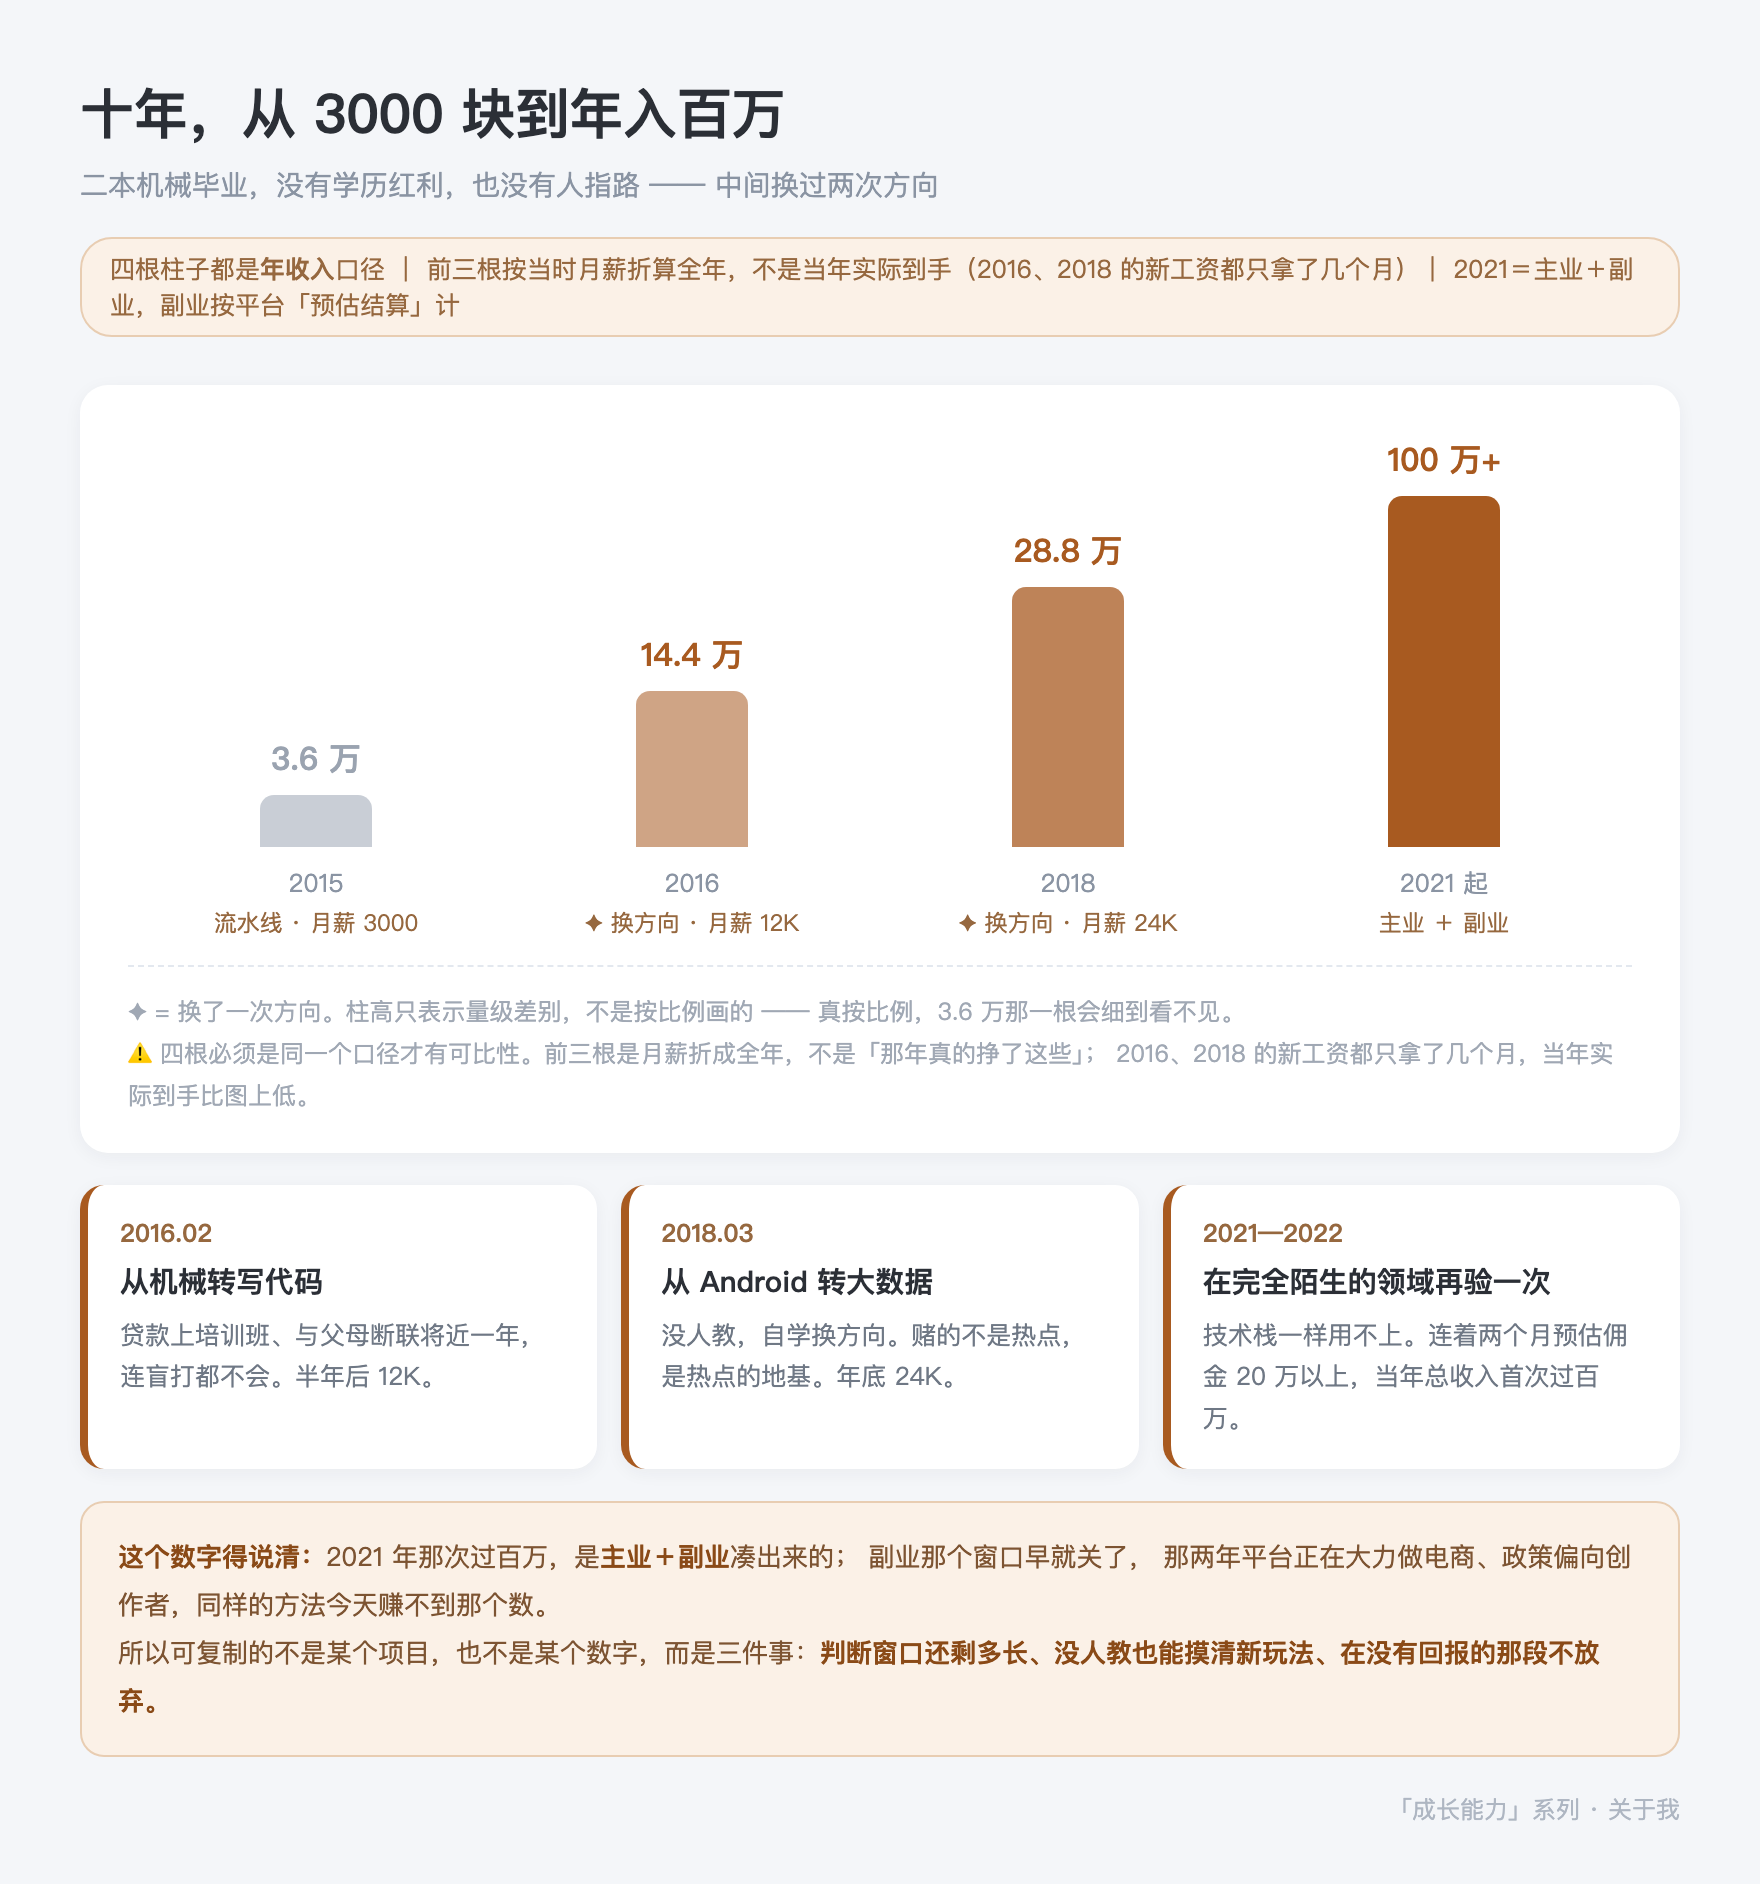 十年，从 3000 块到年入百万
二本机械毕业，没有学历红利，也没有人指路 —— 中间换过两次方向
四根柱子都是年收入口径 ｜ 前三根按当时月薪折算全年，不是当年实际到手（2016、2018 的新工资都只拿了几个月） ｜ 2021＝主业＋副
业，副业按平台「预估结算」计
100 万+
28.8 万
14.4 万
3.6 万
2015
2016
2018
2021 起
流水线 · 月薪 3000
✦ 换方向 · 月薪 12K
✦ 换方向 · 月薪 24K
主业 ＋ 副业
✦ = 换了一次方向。柱高只表示量级差别，不是按比例画的 —— 真按比例，3.6 万那一根会细到看不见。
⚠️ 四根必须是同一个口径才有可比性。前三根是月薪折成全年，不是「那年真的挣了这些」； 2016、2018 的新工资都只拿了几个月，当年实
际到手比图上低。
2016.02
从机械转写代码
贷款上培训班、与父母断联将近一年，
连盲打都不会。半年后 12K。
2018.03
从 Android 转大数据
没人教，自学换方向。赌的不是热点，
是热点的地基。年底 24K。
2021—2022
在完全陌生的领域再验一次
技术栈一样用不上。连着两个月预估佣
金 20 万以上，当年总收入首次过百
万。
这个数字得说清：2021 年那次过百万，是主业＋副业凑出来的； 副业那个窗口早就关了， 那两年平台正在大力做电商、政策偏向创
作者，同样的方法今天赚不到那个数。
所以可复制的不是某个项目，也不是某个数字，而是三件事：判断窗口还剩多长、没人教也能摸清新玩法、在没有回报的那段不放
弃。
「成长能力」系列 · 关于我